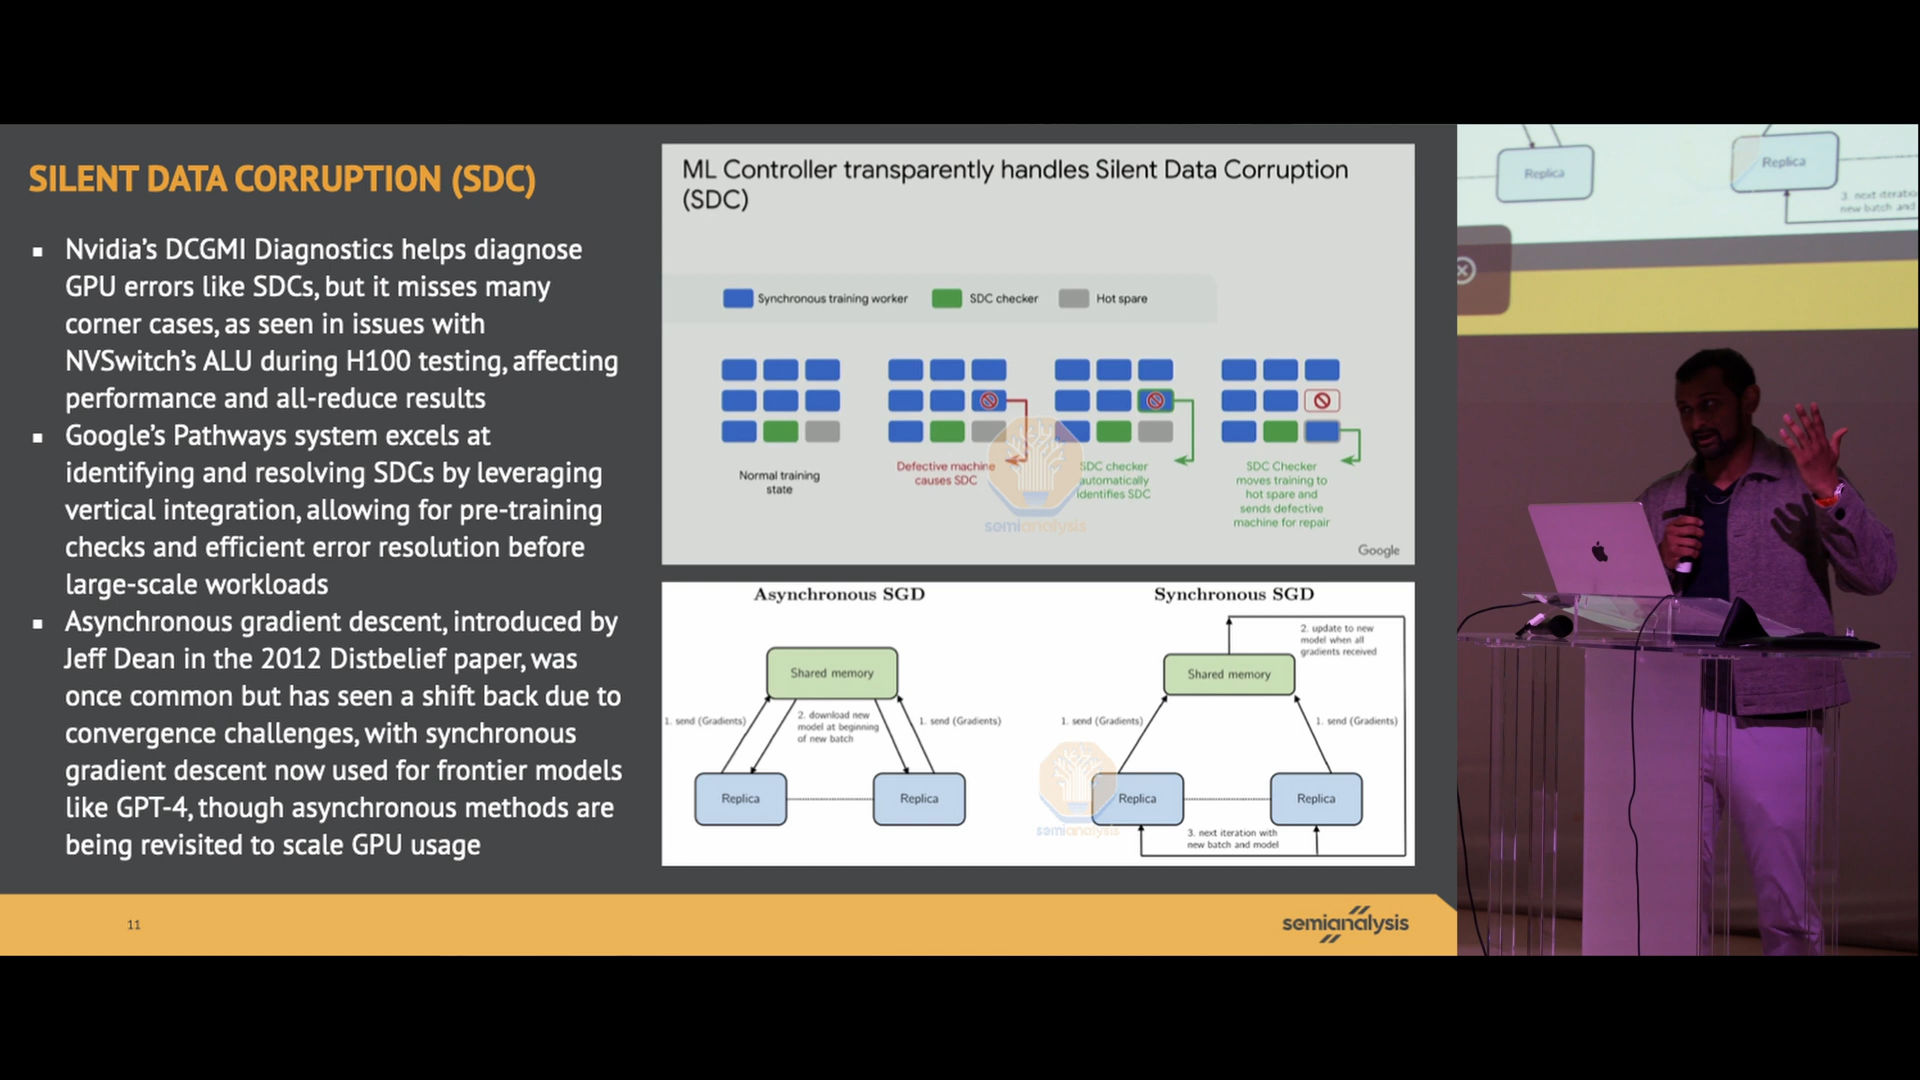 SILENT DATA CORRUPTION (SDC)
▪ Nvidia’s DCGMI Diagnostics helps diagnose
GPU errors like SDCs, but it misses many
corner cases, as seen in issues with
NVSwitch’s ALU during H100 testing, affecting
performance and all-reduce results
▪ Google’s Pathways system excels at
identifying and resolving SDCs by leveraging
vertical integration, allowing for pre-training
checks and efficient error resolution before
large-scale workloads
▪ Asynchronous gradient descent, introduced by
Jeff Dean in the 2012 Distbelief paper, was
once common but has seen a shift back due to
convergence challenges, with synchronous
gradient descent now used for frontier models
like GPT-4, though asynchronous methods are
being revisited to scale GPU usage
ML Controller transparently handles Silent Data Corruption
(SDC)
Synchronous training worker
SDC checker
Hot spare
Normal training
state
Defective machine
causes SDC
SDC checker
automatically
identifies SDC
SDC Checker
moves training to
hot spare and
sends defective
machine for repair
semianalysis
Google
Asynchronous SGD
Shared memory
1. send (Gradients)
2. download new
model at beginning
of new batch
1. send (Gradients)
Replica
Replica
Synchronous SGD
2. update to new
model when all
gradients received
Shared memory
1. send (Gradients)
1. send (Gradients)
Replica
Replica
semianalysis
3. next iteration with
new batch and model
11
semianalysis
Replica
Replica
3. next
new batch and